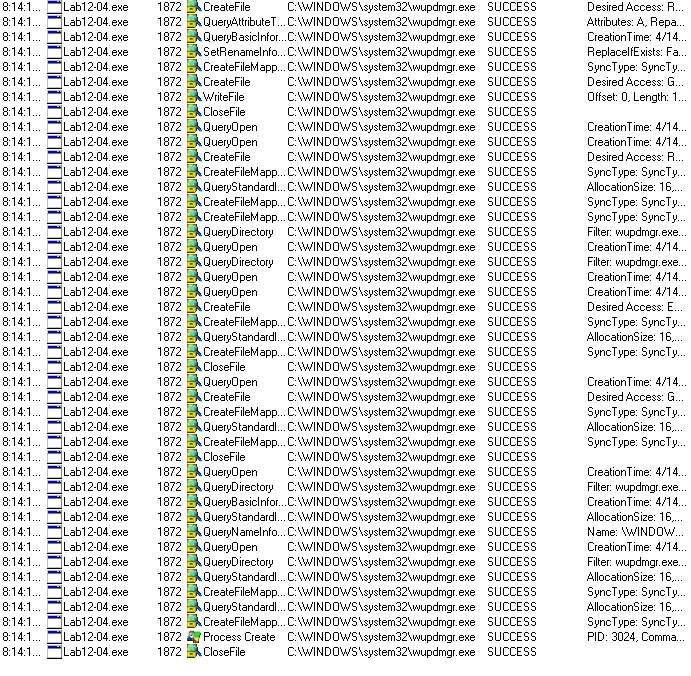 8:14:1... Lab12-04.exe 1872 CreateFile C:\WINDOWS\system32\wupdmgr.exe SUCCESS Desired Access: R...
8:14:1... Lab12-04.exe 1872 QueryAttributeT... C:\WINDOWS\system32\wupdmgr.exe SUCCESS Attributes: A, Repa...
8:14:1... Lab12-04.exe 1872 QueryBasicInfor... C:\WINDOWS\system32\wupdmgr.exe SUCCESS CreationTime: 4/14...
8:14:1... Lab12-04.exe 1872 SetRenameInfo... C:\WINDOWS\system32\wupdmgr.exe SUCCESS ReplaceIfExists: Fa...
8:14:1... Lab12-04.exe 1872 CreateFileMapp... C:\WINDOWS\system32\wupdmgr.exe SUCCESS SyncType: SyncTy...
8:14:1... Lab12-04.exe 1872 CreateFile C:\WINDOWS\system32\wupdmgr.exe SUCCESS Desired Access: G...
8:14:1... Lab12-04.exe 1872 WriteFile C:\WINDOWS\system32\wupdmgr.exe SUCCESS Offset: 0, Length: 1...
8:14:1... Lab12-04.exe 1872 CloseFile C:\WINDOWS\system32\wupdmgr.exe SUCCESS
8:14:1... Lab12-04.exe 1872 QueryOpen C:\WINDOWS\system32\wupdmgr.exe SUCCESS CreationTime: 4/14...
8:14:1... Lab12-04.exe 1872 QueryOpen C:\WINDOWS\system32\wupdmgr.exe SUCCESS CreationTime: 4/14...
8:14:1... Lab12-04.exe 1872 CreateFile C:\WINDOWS\system32\wupdmgr.exe SUCCESS Desired Access: R...
8:14:1... Lab12-04.exe 1872 CreateFileMapp... C:\WINDOWS\system32\wupdmgr.exe SUCCESS SyncType: SyncTy...
8:14:1... Lab12-04.exe 1872 QueryStandardI... C:\WINDOWS\system32\wupdmgr.exe SUCCESS AllocationSize: 16,...
8:14:1... Lab12-04.exe 1872 CreateFileMapp... C:\WINDOWS\system32\wupdmgr.exe SUCCESS SyncType: SyncTy...
8:14:1... Lab12-04.exe 1872 CreateFileMapp... C:\WINDOWS\system32\wupdmgr.exe SUCCESS SyncType: SyncTy...
8:14:1... Lab12-04.exe 1872 QueryDirectory C:\WINDOWS\system32\wupdmgr.exe SUCCESS Filter: wupdmgr.exe...
8:14:1... Lab12-04.exe 1872 QueryOpen C:\WINDOWS\system32\wupdmgr.exe SUCCESS CreationTime: 4/14...
8:14:1... Lab12-04.exe 1872 QueryDirectory C:\WINDOWS\system32\wupdmgr.exe SUCCESS Filter: wupdmgr.exe...
8:14:1... Lab12-04.exe 1872 QueryOpen C:\WINDOWS\system32\wupdmgr.exe SUCCESS CreationTime: 4/14...
8:14:1... Lab12-04.exe 1872 QueryOpen C:\WINDOWS\system32\wupdmgr.exe SUCCESS CreationTime: 4/14...
8:14:1... Lab12-04.exe 1872 CreateFile C:\WINDOWS\system32\wupdmgr.exe SUCCESS Desired Access: E...
8:14:1... Lab12-04.exe 1872 CreateFileMapp... C:\WINDOWS\system32\wupdmgr.exe SUCCESS SyncType: SyncTy...
8:14:1... Lab12-04.exe 1872 QueryStandardI... C:\WINDOWS\system32\wupdmgr.exe SUCCESS AllocationSize: 16,...
8:14:1... Lab12-04.exe 1872 CreateFileMapp... C:\WINDOWS\system32\wupdmgr.exe SUCCESS SyncType: SyncTy...
8:14:1... Lab12-04.exe 1872 CloseFile C:\WINDOWS\system32\wupdmgr.exe SUCCESS
8:14:1... Lab12-04.exe 1872 QueryOpen C:\WINDOWS\system32\wupdmgr.exe SUCCESS CreationTime: 4/14...
8:14:1... Lab12-04.exe 1872 CreateFile C:\WINDOWS\system32\wupdmgr.exe SUCCESS Desired Access: G...
8:14:1... Lab12-04.exe 1872 CreateFileMapp... C:\WINDOWS\system32\wupdmgr.exe SUCCESS SyncType: SyncTy...
8:14:1... Lab12-04.exe 1872 QueryStandardI... C:\WINDOWS\system32\wupdmgr.exe SUCCESS AllocationSize: 16,...
8:14:1... Lab12-04.exe 1872 CreateFileMapp... C:\WINDOWS\system32\wupdmgr.exe SUCCESS SyncType: SyncTy...
8:14:1... Lab12-04.exe 1872 CloseFile C:\WINDOWS\system32\wupdmgr.exe SUCCESS
8:14:1... Lab12-04.exe 1872 QueryOpen C:\WINDOWS\system32\wupdmgr.exe SUCCESS CreationTime: 4/14...
8:14:1... Lab12-04.exe 1872 QueryDirectory C:\WINDOWS\system32\wupdmgr.exe SUCCESS Filter: wupdmgr.exe...
8:14:1... Lab12-04.exe 1872 QueryBasicInfor... C:\WINDOWS\system32\wupdmgr.exe SUCCESS CreationTime: 4/14...
8:14:1... Lab12-04.exe 1872 QueryStandardI... C:\WINDOWS\system32\wupdmgr.exe SUCCESS AllocationSize: 16,...
8:14:1... Lab12-04.exe 1872 QueryNameInfo... C:\WINDOWS\system32\wupdmgr.exe SUCCESS Name: \WINDOW...
8:14:1... Lab12-04.exe 1872 QueryOpen C:\WINDOWS\system32\wupdmgr.exe SUCCESS CreationTime: 4/14...
8:14:1... Lab12-04.exe 1872 QueryDirectory C:\WINDOWS\system32\wupdmgr.exe SUCCESS Filter: wupdmgr.exe...
8:14:1... Lab12-04.exe 1872 QueryStandardI... C:\WINDOWS\system32\wupdmgr.exe SUCCESS AllocationSize: 16,...
8:14:1... Lab12-04.exe 1872 CreateFileMapp... C:\WINDOWS\system32\wupdmgr.exe SUCCESS SyncType: SyncTy...
8:14:1... Lab12-04.exe 1872 QueryStandardI... C:\WINDOWS\system32\wupdmgr.exe SUCCESS AllocationSize: 16,...
8:14:1... Lab12-04.exe 1872 CreateFileMapp... C:\WINDOWS\system32\wupdmgr.exe SUCCESS SyncType: SyncTy...
8:14:1... Lab12-04.exe 1872 Process Create C:\WINDOWS\system32\wupdmgr.exe SUCCESS PID: 3024, Comma...
8:14:1... Lab12-04.exe 1872 CloseFile C:\WINDOWS\system32\wupdmgr.exe SUCCESS